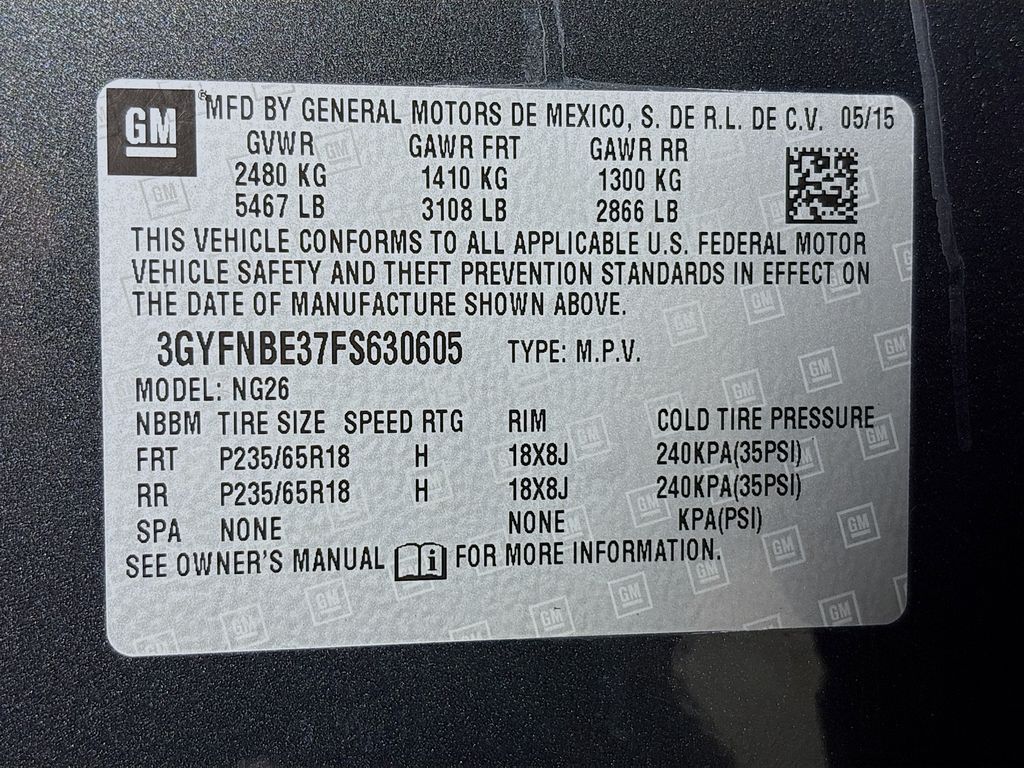 GM ® MFD BY GENERAL MOTORS DE MEXICO, S. DE R.L. DE C.V. 05/15
GVWR GAWR FRT GAWR RR
2480 KG 1410 KG 1300 KG
5467 LB 3108 LB 2866 LB
THIS VEHICLE CONFORMS TO ALL APPLICABLE U.S. FEDERAL MOTOR
VEHICLE SAFETY AND THEFT PREVENTION STANDARDS IN EFFECT ON
THE DATE OF MANUFACTURE SHOWN ABOVE.
3GYFNBE37FS630605 TYPE: M.P.V.
MODEL: NG26
NBBM TIRE SIZE SPEED RTG RIM COLD TIRE PRESSURE
FRT P235/65R18 H 18X8J 240KPA(35PSI)
RR P235/65R18 H 18X8J 240KPA(35PSI)
SPA NONE NONE KPA(PSI)
SEE OWNER'S MANUAL i FOR MORE INFORMATION.